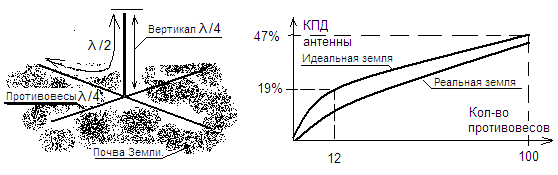 λ/2
Вертикал λ/4
Противовесы λ/4
Почва Земли
КПД
антенны
47%
Идеальная земля
19%
Реальная земля
Кол-во
противовесов
12
100